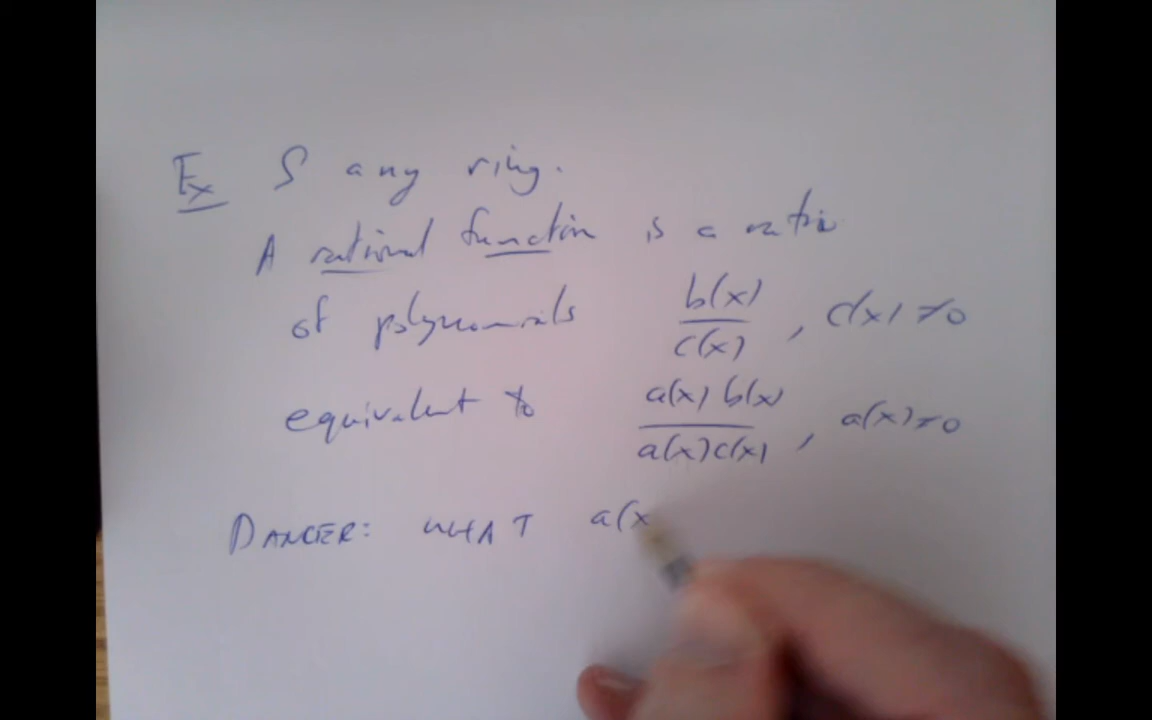 Ex S any ring.
A rational function is a ratio
of polynomials b(x)/c(x), c(x) ≠ 0
equivalent to a(x) b(x)/a(x)c(x), a(x) ≠ 0
DANGER: WHAT a(x